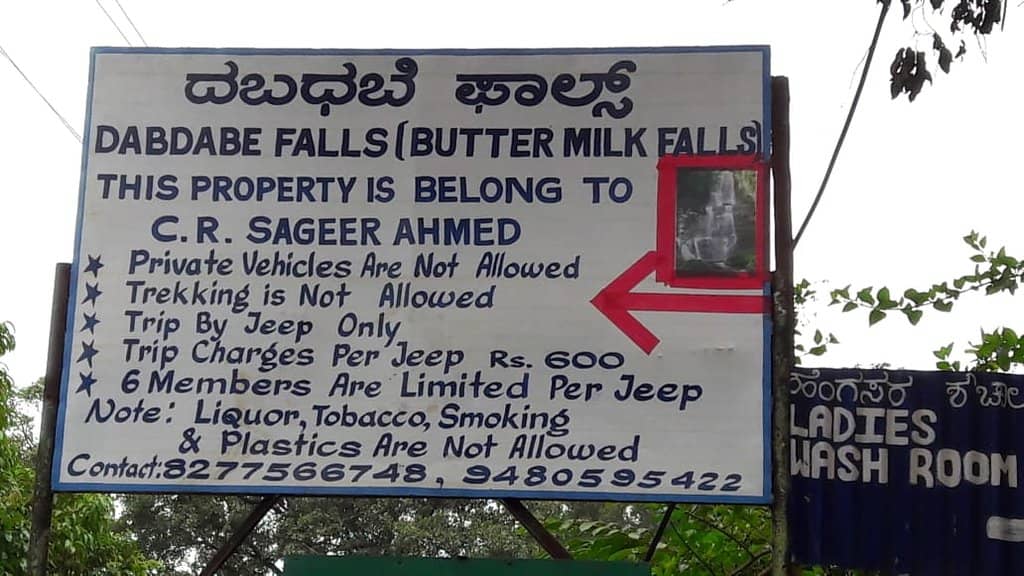 ದಬಧಬೆ ಫಾಲ್ಸ್
DABDABE FALLS (BUTTER MILK FALLS)
THIS PROPERTY IS BELONG TO
C.R. SAGEER AHMED
★ Private Vehicles Are Not Allowed
★ Trekking is Not Allowed
★ Trip By Jeep Only
★ Trip Charges Per Jeep Rs. 600
★ 6 Members Are Limited Per Jeep
Note: Liquor, Tobacco, Smoking
& Plastics Are Not Allowed
Contact: 8277566748, 9480595422
ಹೆಂಗಸರ
LADIES
WASH ROOM